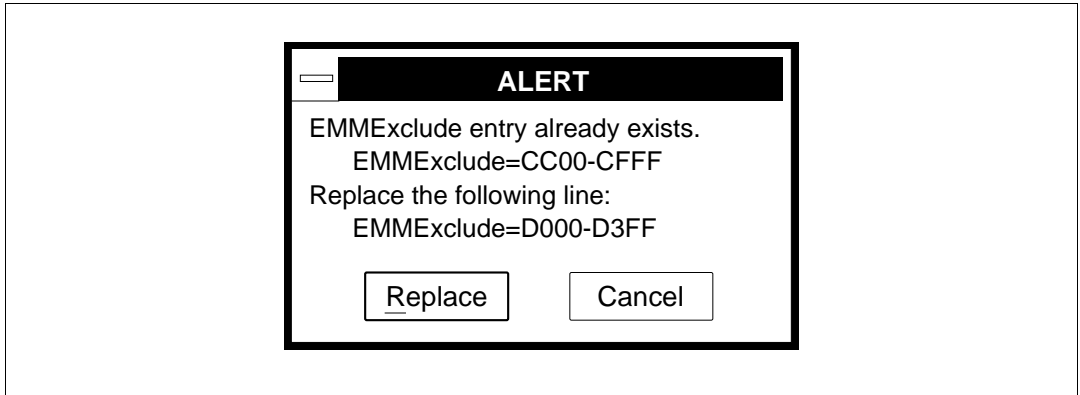 ALERT
EMMExclude entry already exists.
EMMExclude=CC00-CFFF
Replace the following line:
EMMExclude=D000-D3FF
Replace
Cancel